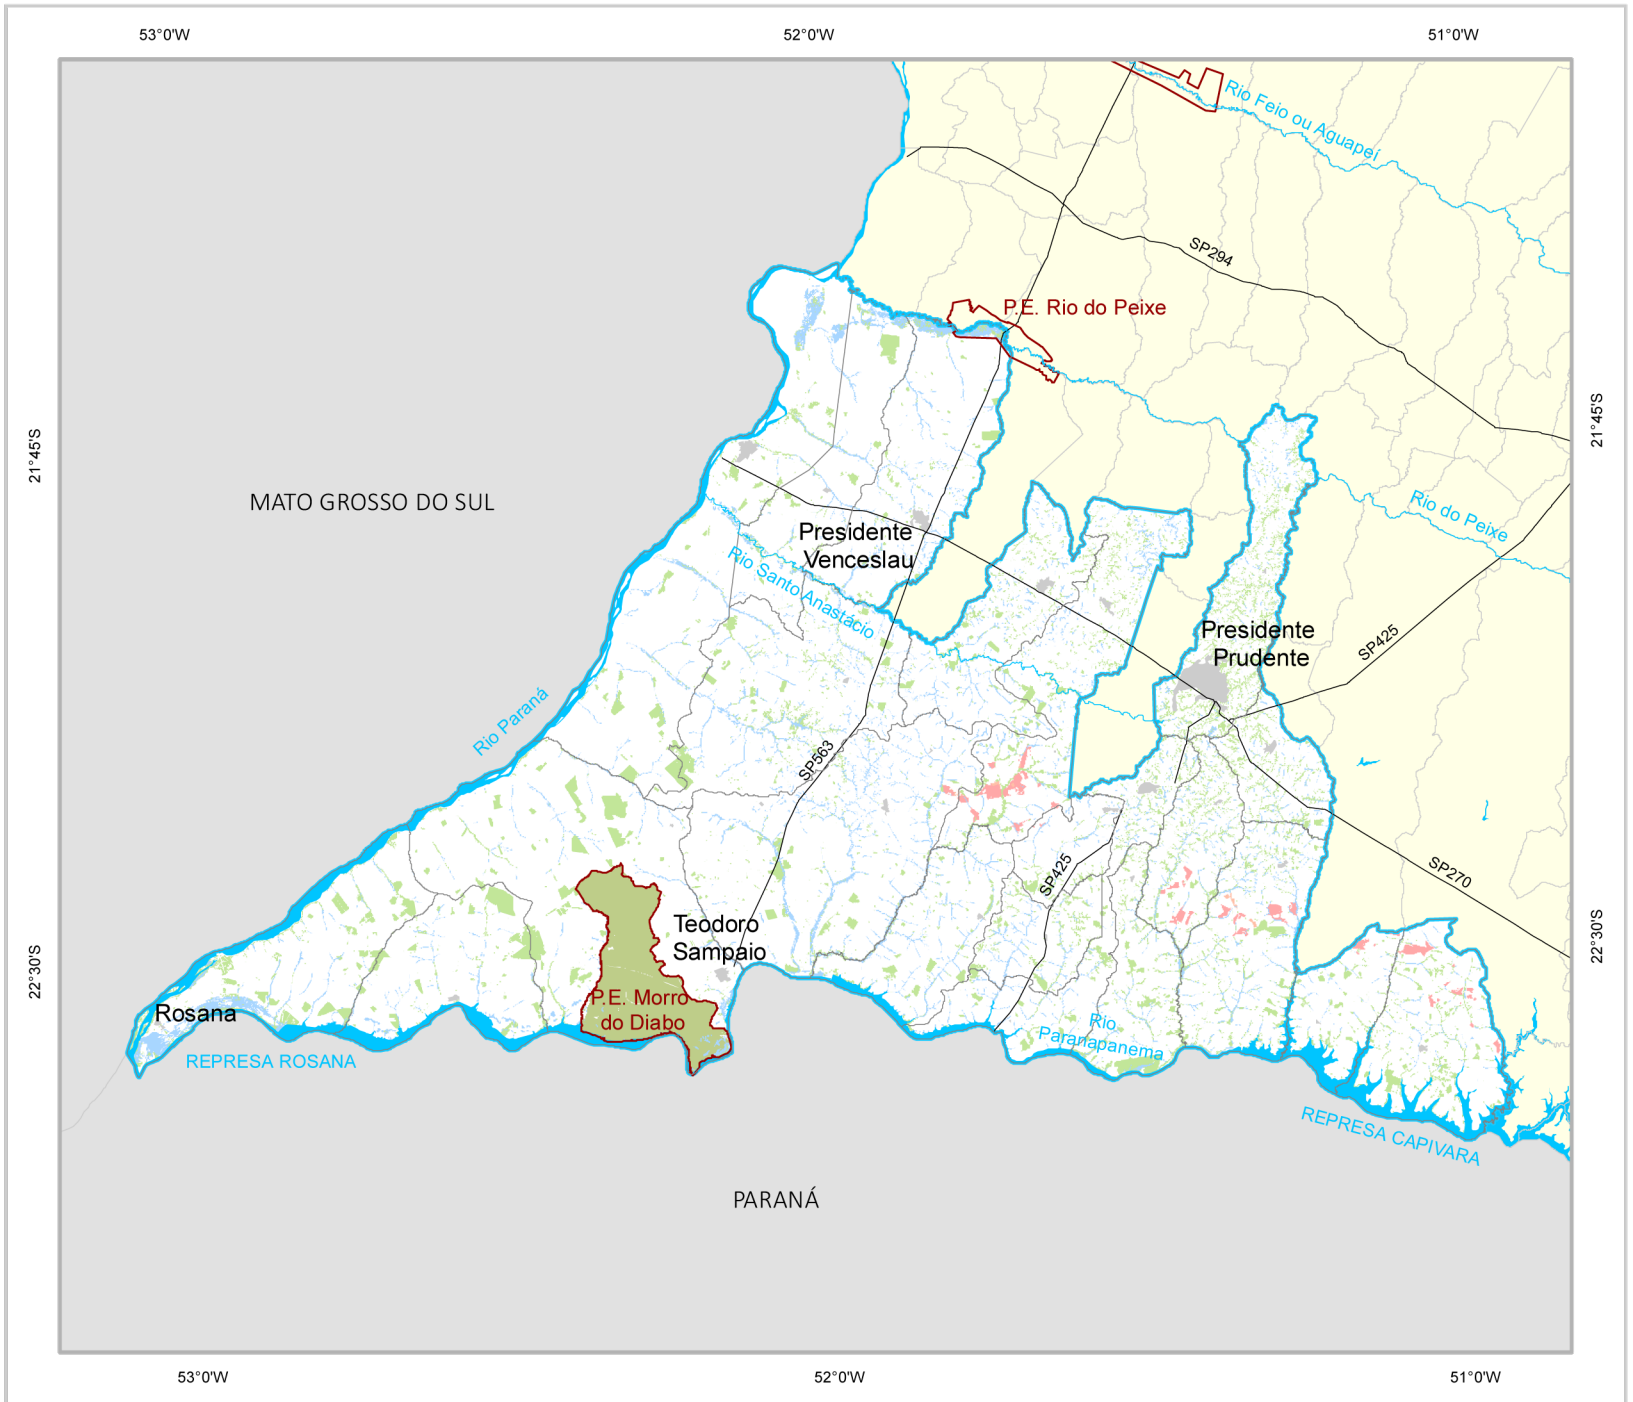 53°0'W
52°0'W
51°0'W
Rio Feio ou Aguapeí
SP294
P.E. Rio do Peixe
21°45'S
21°45'S
MATO GROSSO DO SUL
Rio do Peixe
Presidente
Venceslau
Rio Santo Anastácio
Presidente
Prudente
SP425
Rio Paraná
SP563
SP425
SP270
Teodoro
Sampaio
22°30'S
22°30'S
P.E. Morro
do Diabo
Rosana
Rio
Paranapanema
REPRESA ROSANA
REPRESA CAPIVARA
PARANÁ
53°0'W
52°0'W
51°0'W